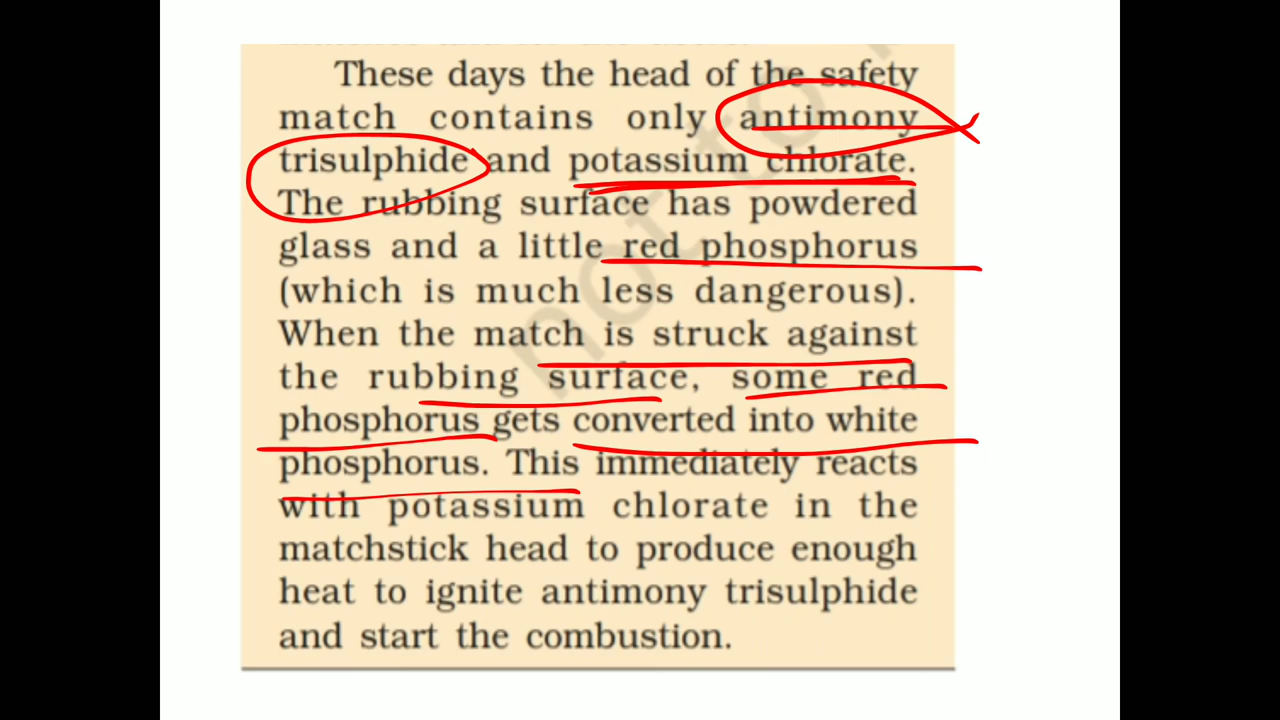 These days the head of the safety
match contains only antimony
trisulphide and potassium chlorate.
The rubbing surface has powdered
glass and a little red phosphorus
(which is much less dangerous).
When the match is struck against
the rubbing surface, some red
phosphorus gets converted into white
phosphorus. This immediately reacts
with potassium chlorate in the
matchstick head to produce enough
heat to ignite antimony trisulphide
and start the combustion.
not to